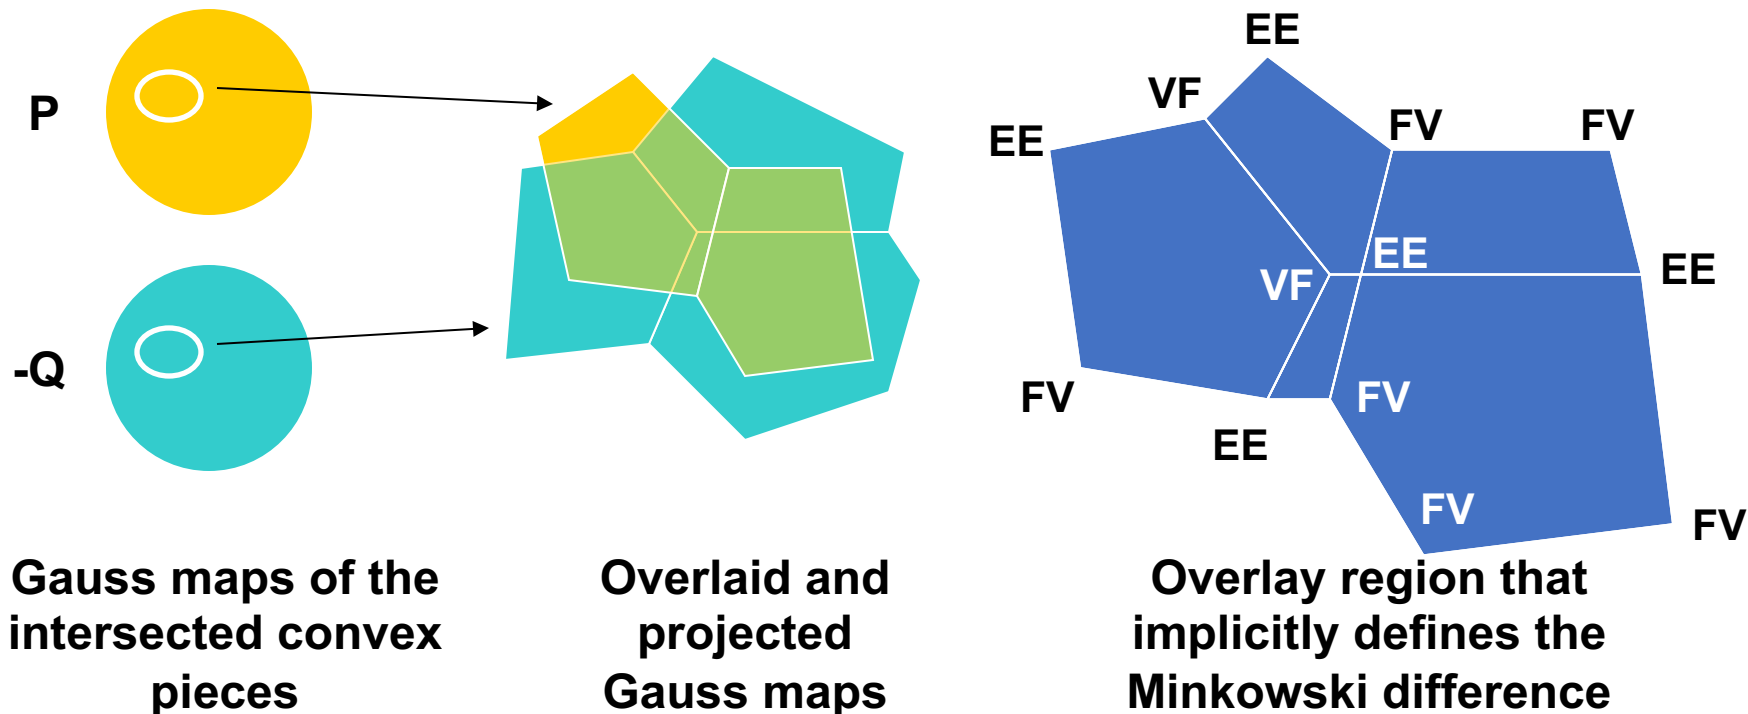 P
-Q
EE
VF
EE
FV
FV
EE
VF
EE
FV
FV
EE
FV
FV
Gauss maps of the
intersected convex
pieces
Overlaid and
projected
Gauss maps
Overlay region that
implicitly defines the
Minkowski difference